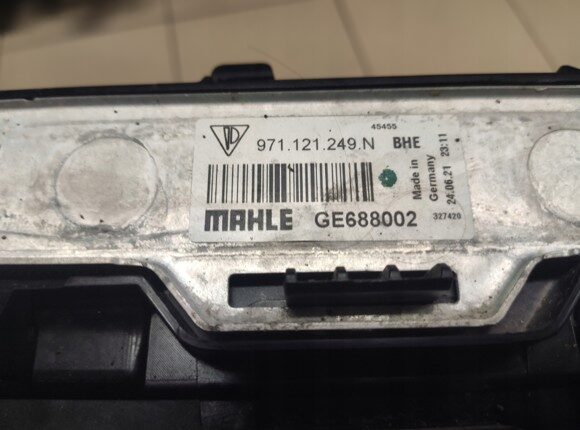 45455
971.121.249.N BHE
MAHLE GE688002
Made in
Germany
24.06.21 23:11
327420